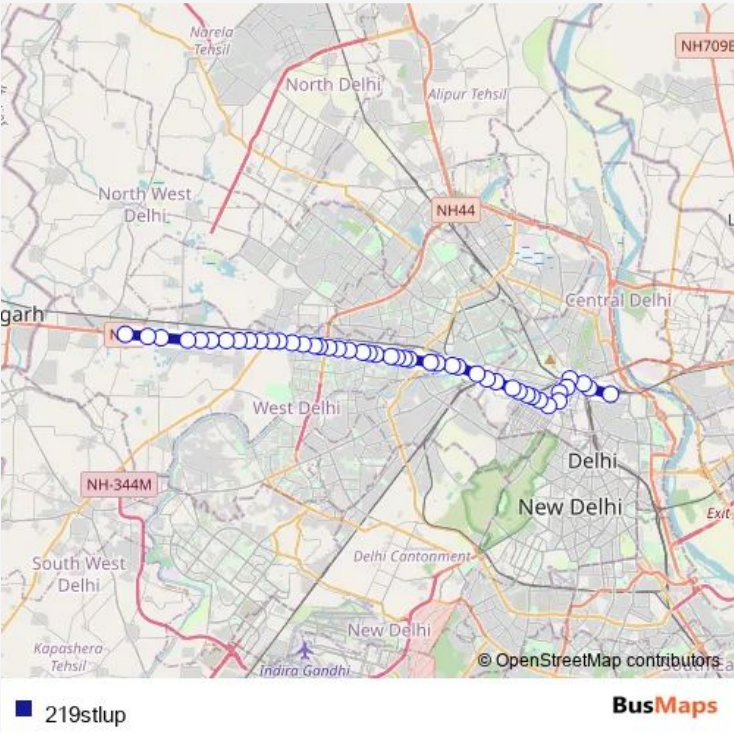 Narela
Tehsil
NH709B
North Delhi
Alipur Tehsil
North West
Delhi
NH44
Central Delhi
garh
N
West Delhi
Delhi
NH-344M
New Delhi
Exit
Delhi Cantonment
South West
Delhi
New Delhi
Kapashera
Tehsil
Indira Gandhi
© OpenStreetMap contributors
219stlup
BusMaps